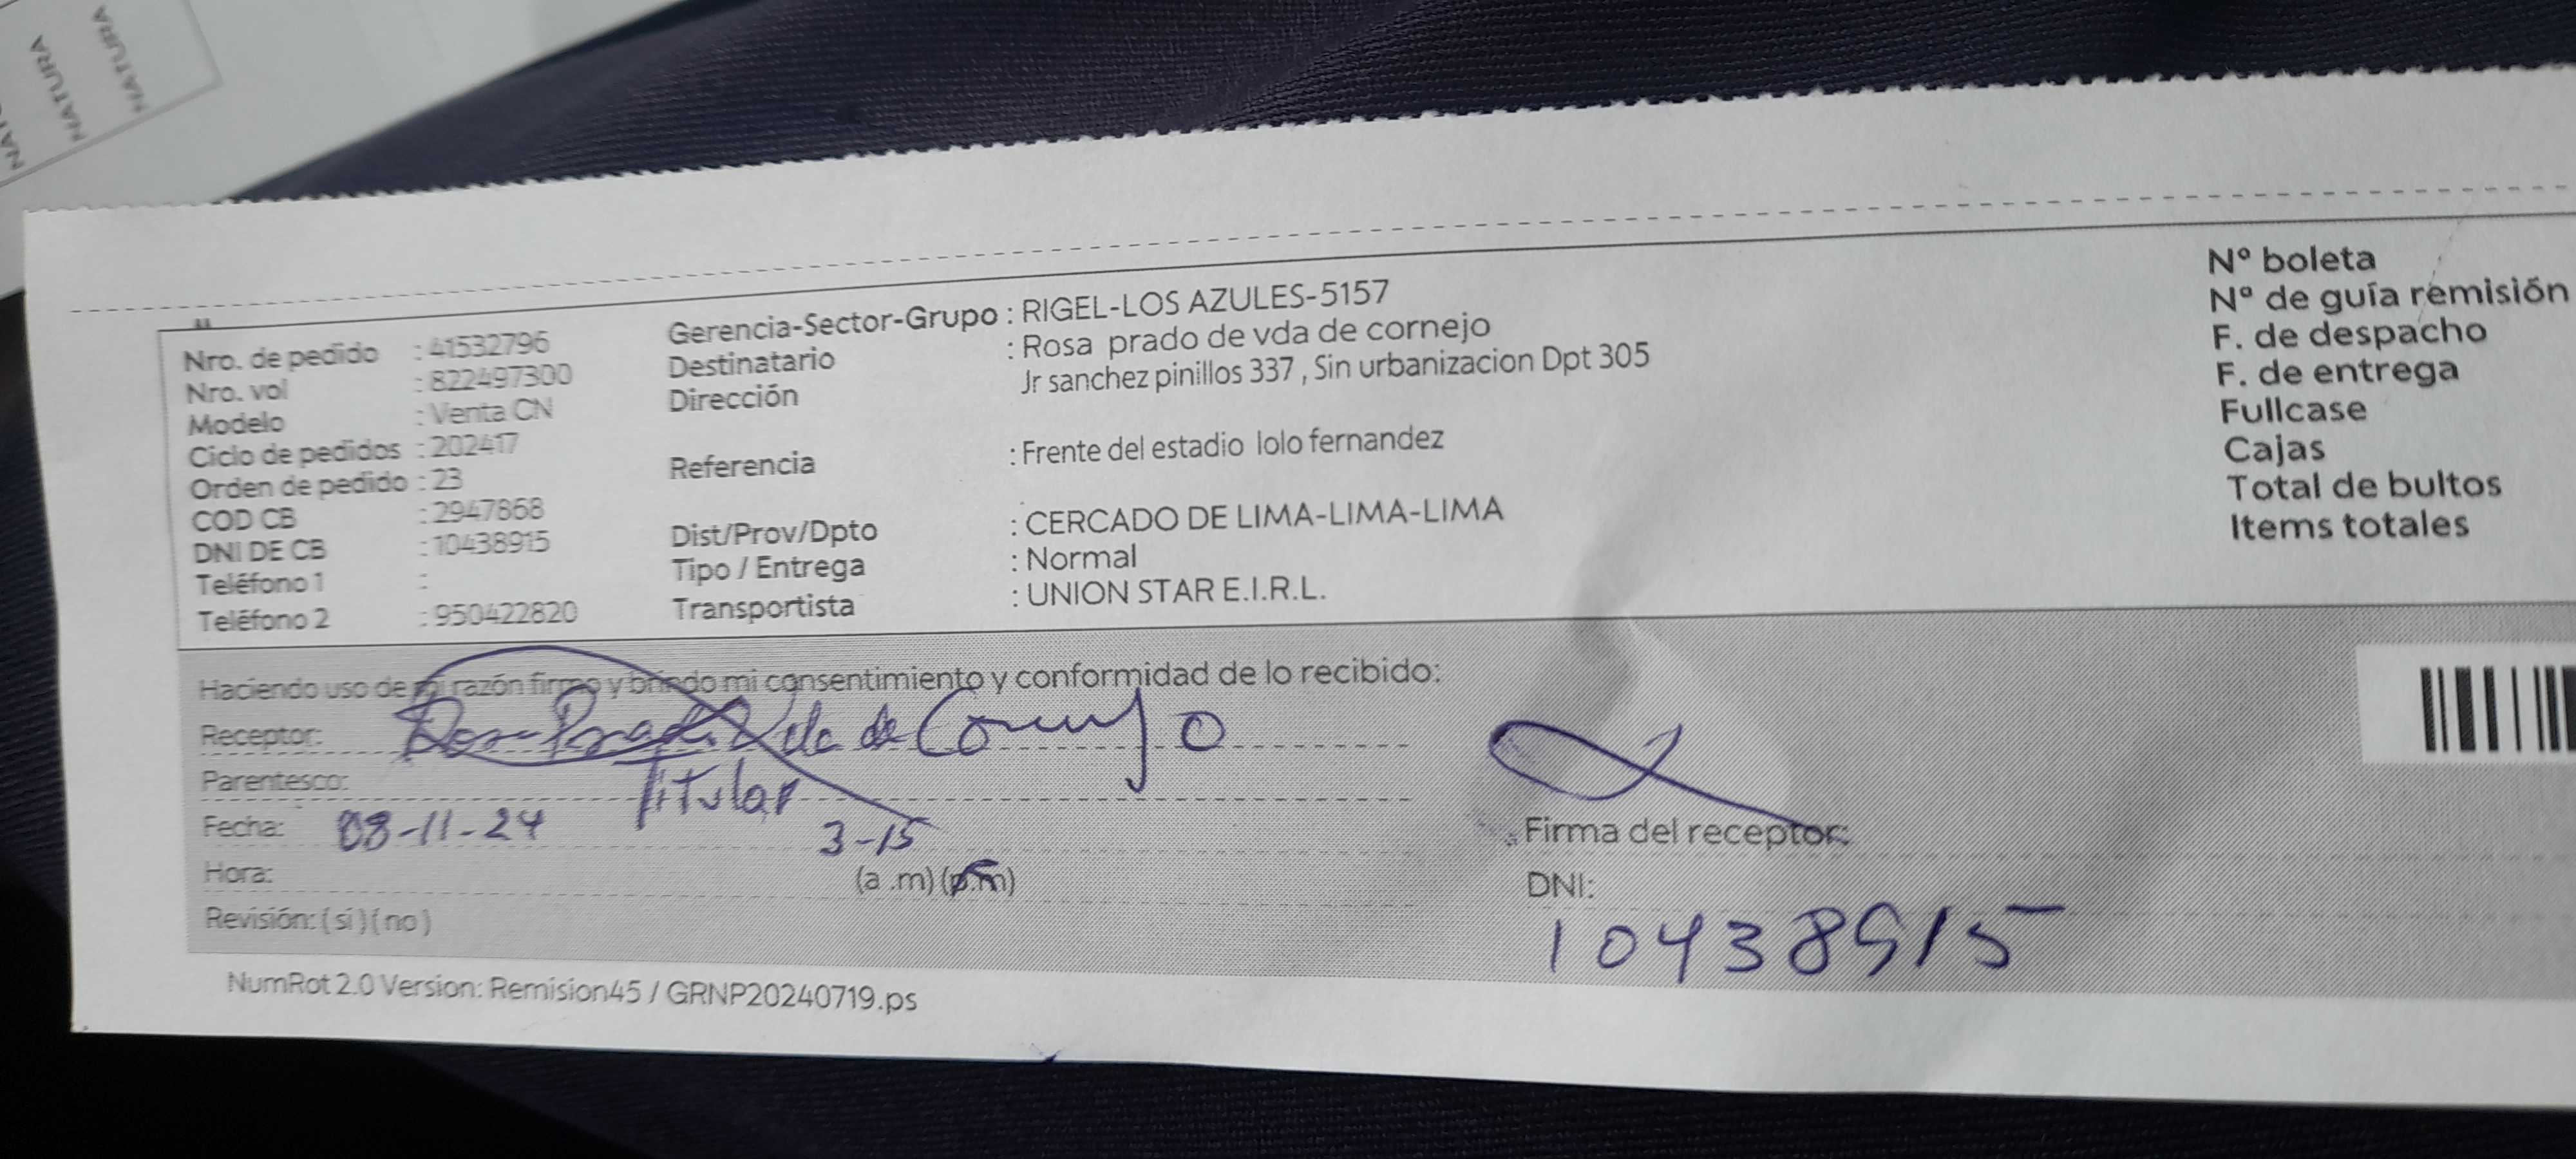 NATURA
NATURA
Nro. de pedido : 41532796
Nro. vol : 822497300
Modelo : Venta CN
Ciclo de pedidos : 202417
Orden de pedido : 23
COD CB : 2947868
DNI DE CB : 10438915
Teléfono 1 :
Teléfono 2 : 950422820
Gerencia-Sector-Grupo : RIGEL-LOS AZULES-5157
Destinatario : Rosa prado de vda de cornejo
Dirección Jr sanchez pinillos 337 , Sin urbanizacion Dpt 305
Referencia : Frente del estadio lolo fernandez
Dist/Prov/Dpto : CERCADO DE LIMA-LIMA-LIMA
Tipo / Entrega : Normal
Transportista : UNION STAR E.I.R.L.
Nº boleta
Nº de guía remisión
F. de despacho
F. de entrega
Fullcase
Cajas
Total de bultos
Items totales
Haciendo uso de mi razón firmo y brindo mi consentimiento y conformidad de lo recibido:
Receptor: Rosa Prado Vda de Cornejo
Parentesco: Titular
Fecha: 08-11-24
3-15
Hora: (a .m) (p.m)
Revisión: ( si ) ( no )
Firma del receptor:
DNI:
10438915
NumRot 2.0 Version: Remision45 / GRNP20240719.ps